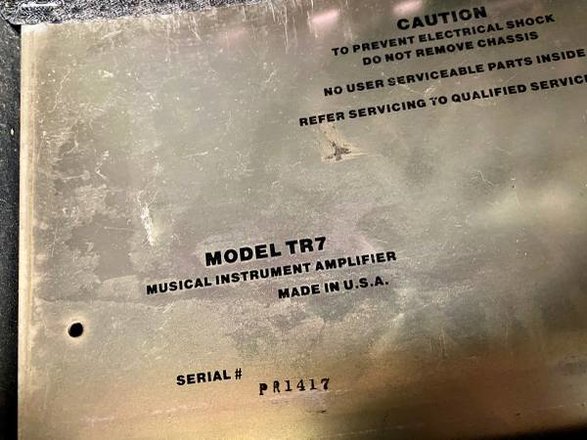 CAUTION
TO PREVENT ELECTRICAL SHOCK
DO NOT REMOVE CHASSIS
NO USER SERVICEABLE PARTS INSIDE
REFER SERVICING TO QUALIFIED SERVIC
MODEL TR7
MUSICAL INSTRUMENT AMPLIFIER
MADE IN U.S.A.
SERIAL # PR1417